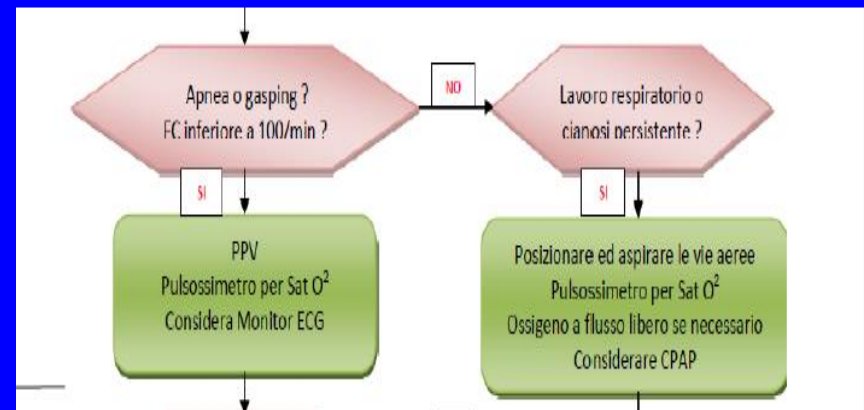 Apnea o gasping ?
FC inferiore a 100/min ?
NO
Lavoro respiratorio o
cianosi persistente ?
SI
PPV
Pulsossimetro per Sat O²
Considera Monitor ECG
SI
Posizionare ed aspirare le vie aeree
Pulsossimetro per Sat O²
Ossigeno a flusso libero se necessario
Considerare CPAP